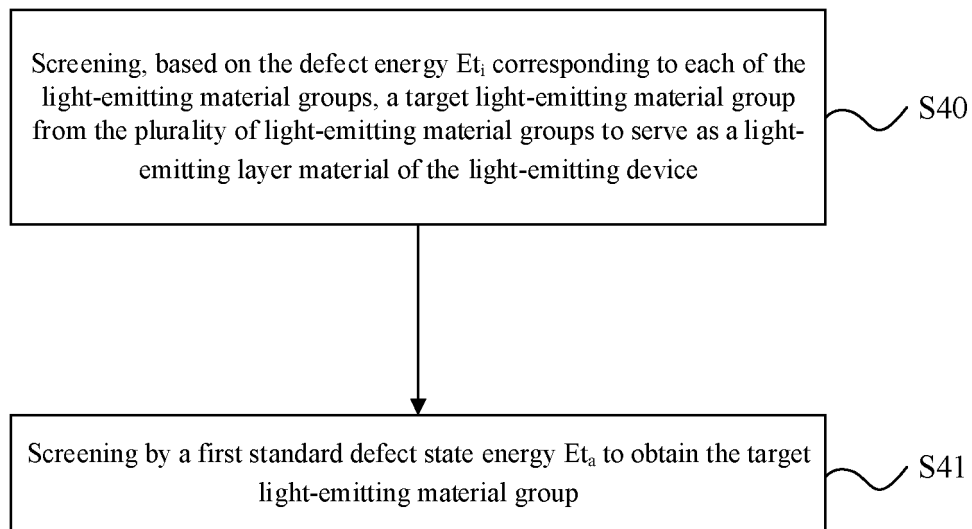 Screening, based on the defect energy Etᵢ corresponding to each of the
light-emitting material groups, a target light-emitting material group
from the plurality of light-emitting material groups to serve as a light-
emitting layer material of the light-emitting device
S40
Screening by a first standard defect state energy Etₐ to obtain the target
light-emitting material group
S41